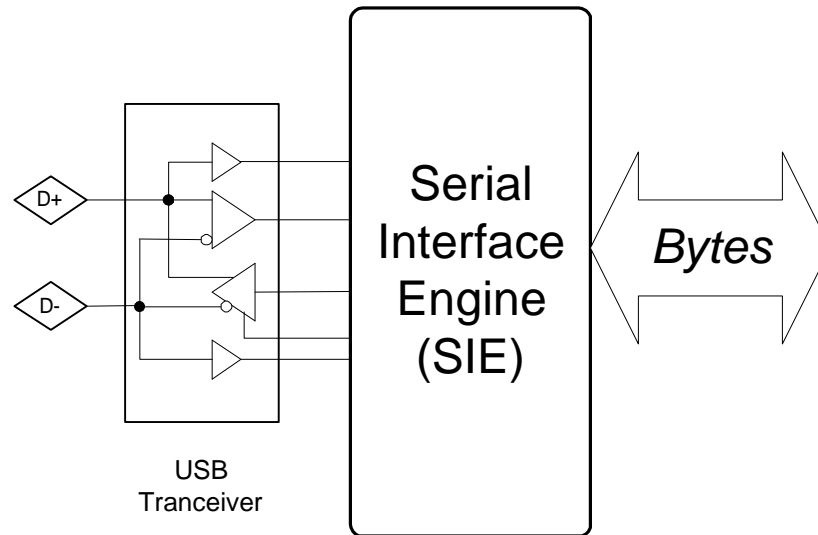 D+
D-
USB
Tranceiver
Serial
Interface
Engine
(SIE)
Bytes